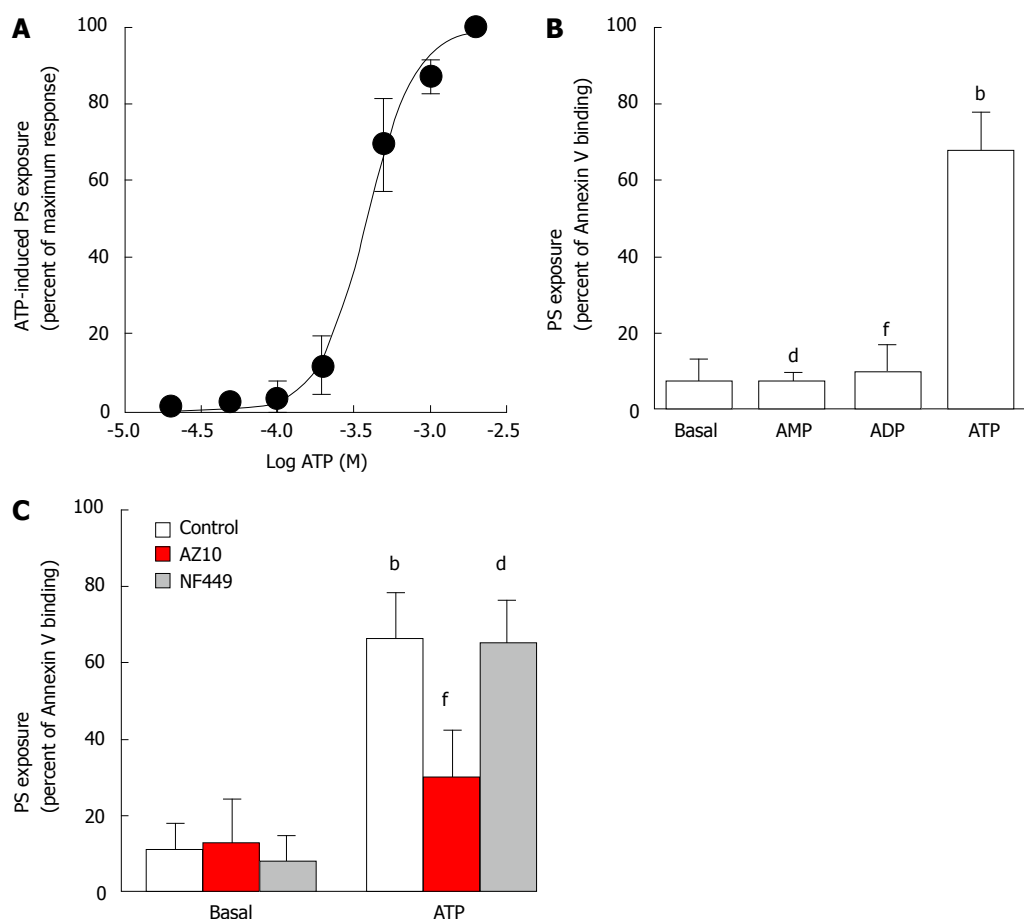 A
ATP-induced PS exposure
(percent of maximum response)
100
80
60
40
20
0
-5.0 -4.5 -4.0 -3.5 -3.0 -2.5
Log ATP (M)
B
PS exposure
(percent of Annexin V binding)
100
80
60
40
20
0
d
f
b
Basal AMP ADP ATP
C
PS exposure
(percent of Annexin V binding)
100
80
60
40
20
0
Control
AZ10
NF449
b
f
d
Basal ATP